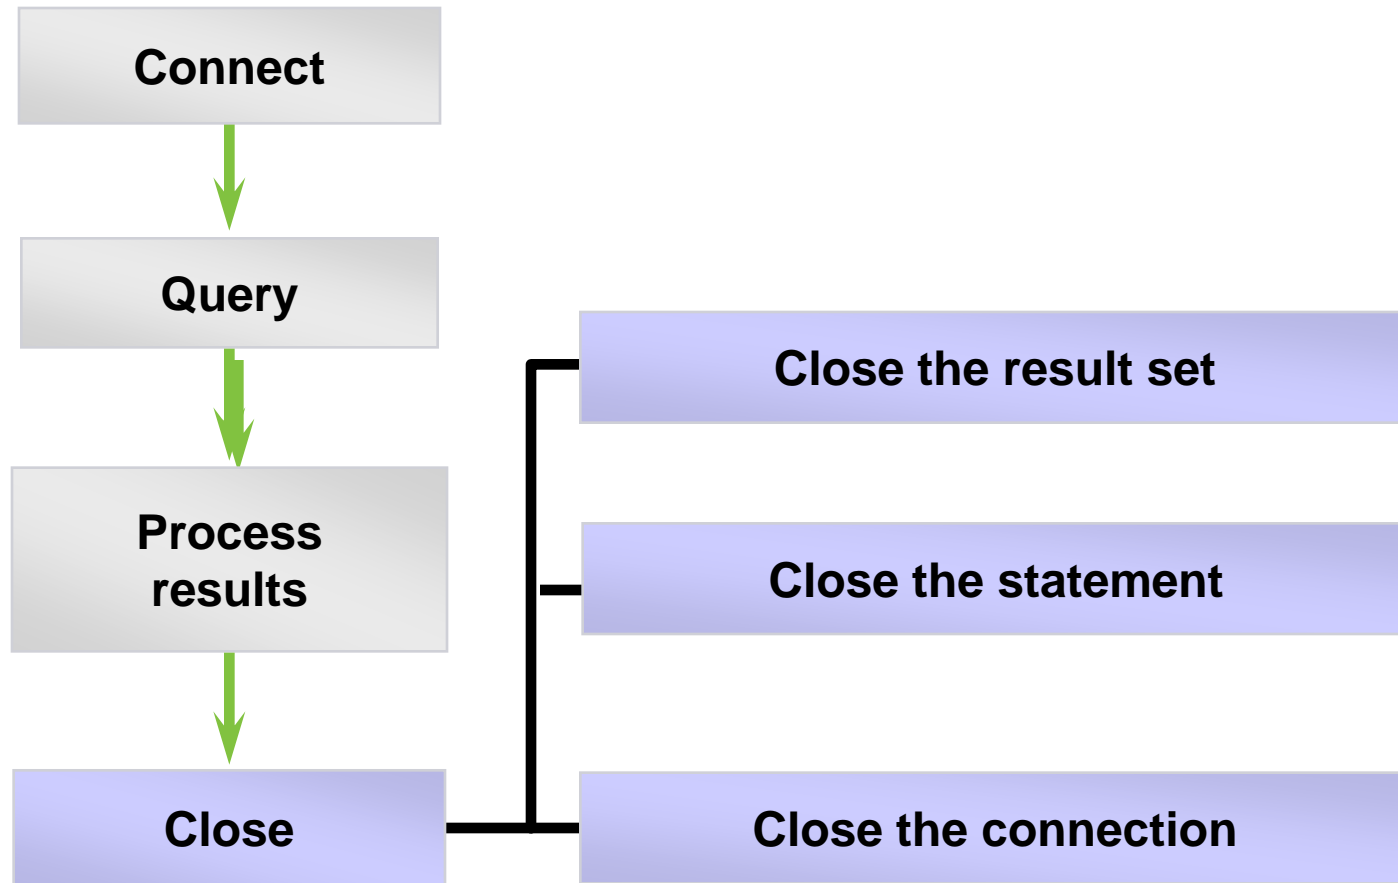 Connect
Query
Process
results
Close
Close the result set
Close the statement
Close the connection